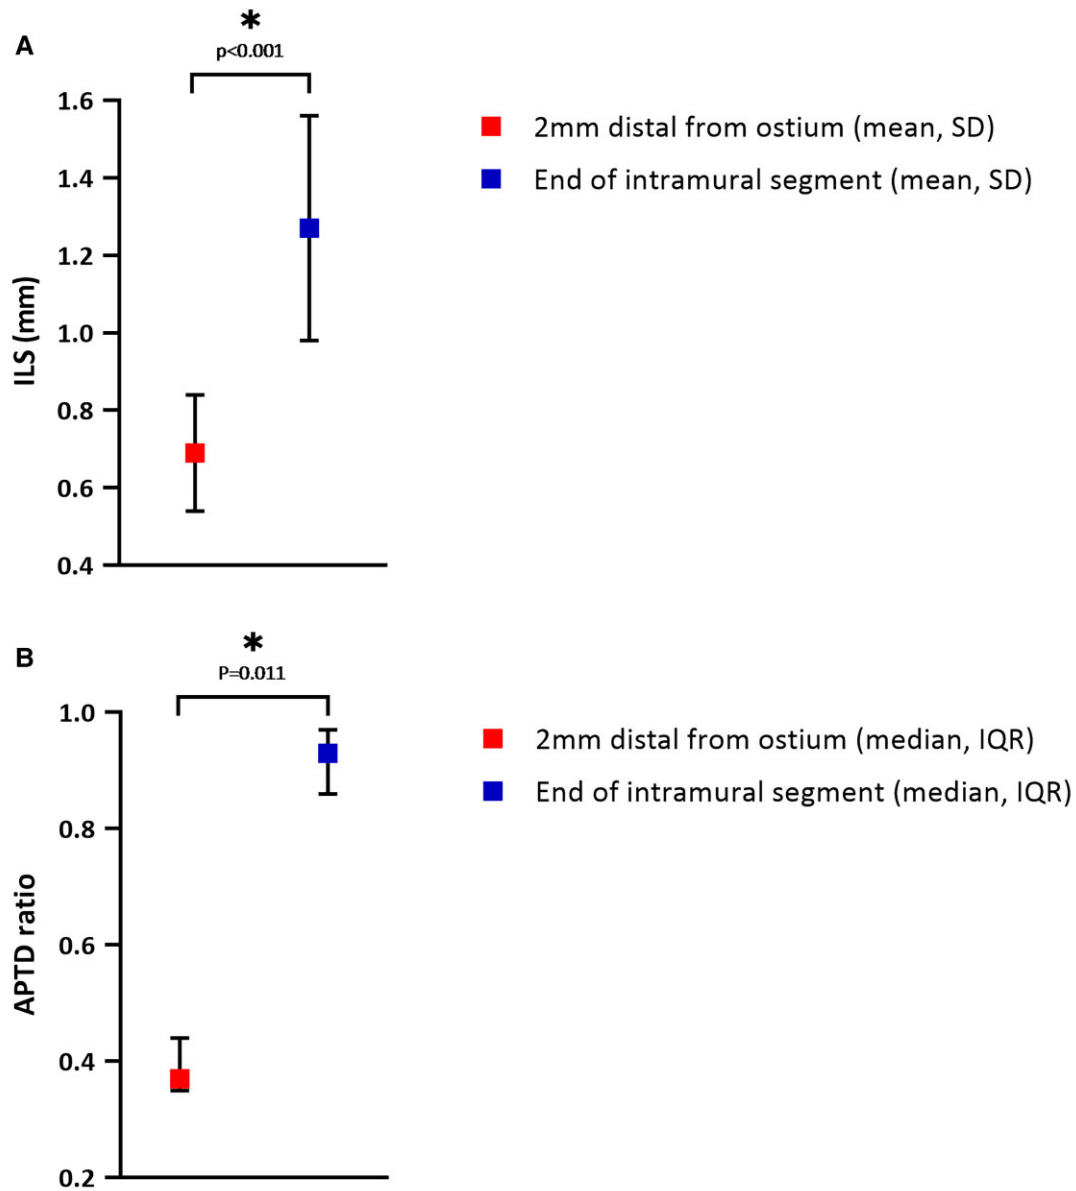 A
*
p<0.001
1.6
1.4
1.2
1.0
0.8
0.6
0.4
ILS (mm)
2mm distal from ostium (mean, SD)
End of intramural segment (mean, SD)
B
*
P=0.011
1.0
0.8
0.6
0.4
0.2
APTD ratio
2mm distal from ostium (median, IQR)
End of intramural segment (median, IQR)